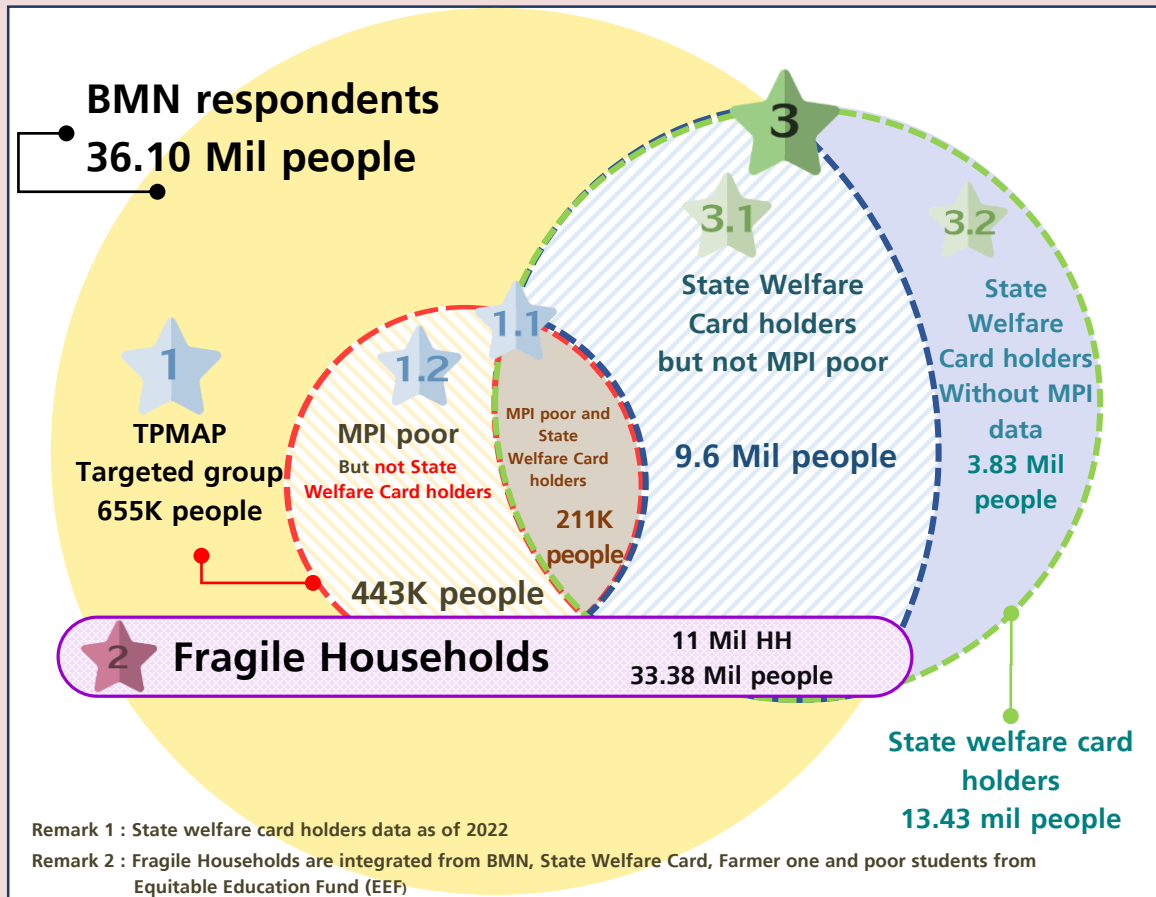 BMN respondents
36.10 Mil people
3
3.1
3.2
State Welfare
Card holders
but not MPI poor
9.6 Mil people
State
Welfare
Card holders
Without MPI
data
3.83 Mil
people
1
TPMAP
Targeted group
655K people
1.2
MPI poor
But not State
Welfare Card holders
443K people
1.1
MPI poor and
State
Welfare Card
holders
211K
people
2
Fragile Households
11 Mil HH
33.38 Mil people
State welfare card
holders
13.43 mil people
Remark 1 : State welfare card holders data as of 2022
Remark 2 : Fragile Households are integrated from BMN, State Welfare Card, Farmer one and poor students from
Equitable Education Fund (EEF)